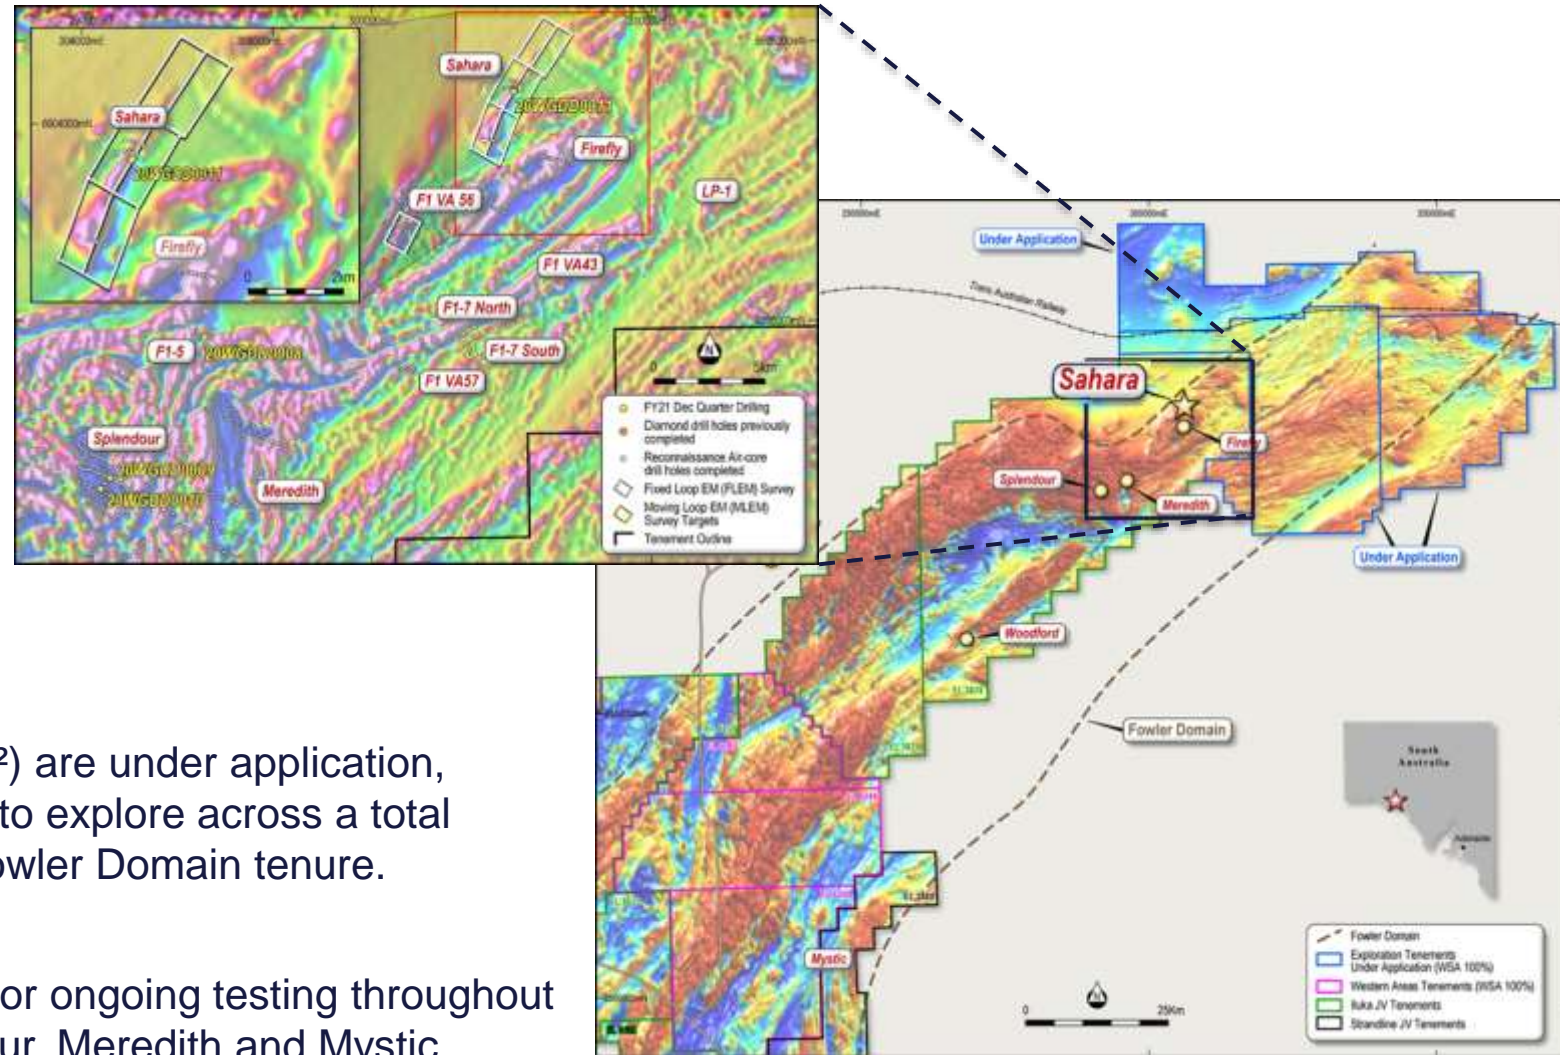 Sahara
Firefly
0 2km
Sahara
Firefly
F1 VA 56
LP-1
F1 VA43
F1-7 North
F1-5
F1-7 South
F1 VA57
Splendour
Meredith
N
0 5km
FY21 Dec Quarter Drilling
Diamond drill holes previously
completed
Reconnaissance Air-core
drill holes completed
Fixed Loop EM (FLEM) Survey
Moving Loop EM (MLEM)
Survey Targets
Tenement Outline
Under Application
Trans Australian Railway
Sahara
Firefly
Splendour
Meredith
Under Application
Woodford
Fowler Domain
South
Australia
Adelaide
Mystic
N
0 25Km
Fowler Domain
Exploration Tenements
Under Application (WSA 100%)
Western Areas Tenements (WSA 100%)
Iluka JV Tenements
Strandline JV Tenements
²) are under application,
to explore across a total
owler Domain tenure.
or ongoing testing throughout
ur, Meredith and Mystic